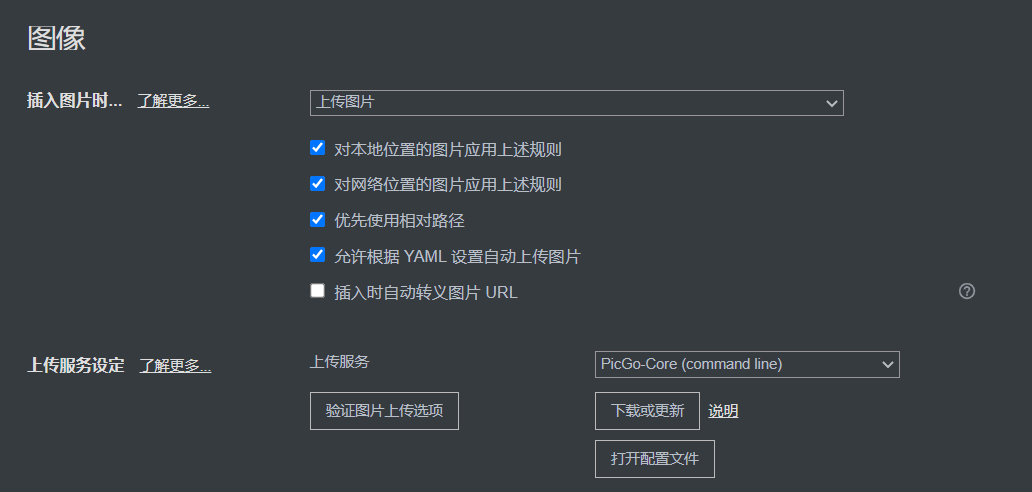 图像
插入图片时... 了解更多... 上传图片
对本地位置的图片应用上述规则
对网络位置的图片应用上述规则
优先使用相对路径
允许根据 YAML 设置自动上传图片
插入时自动转义图片 URL
上传服务设定 了解更多... 上传服务 PicGo-Core (command line)
验证图片上传选项 下载或更新 说明
打开配置文件